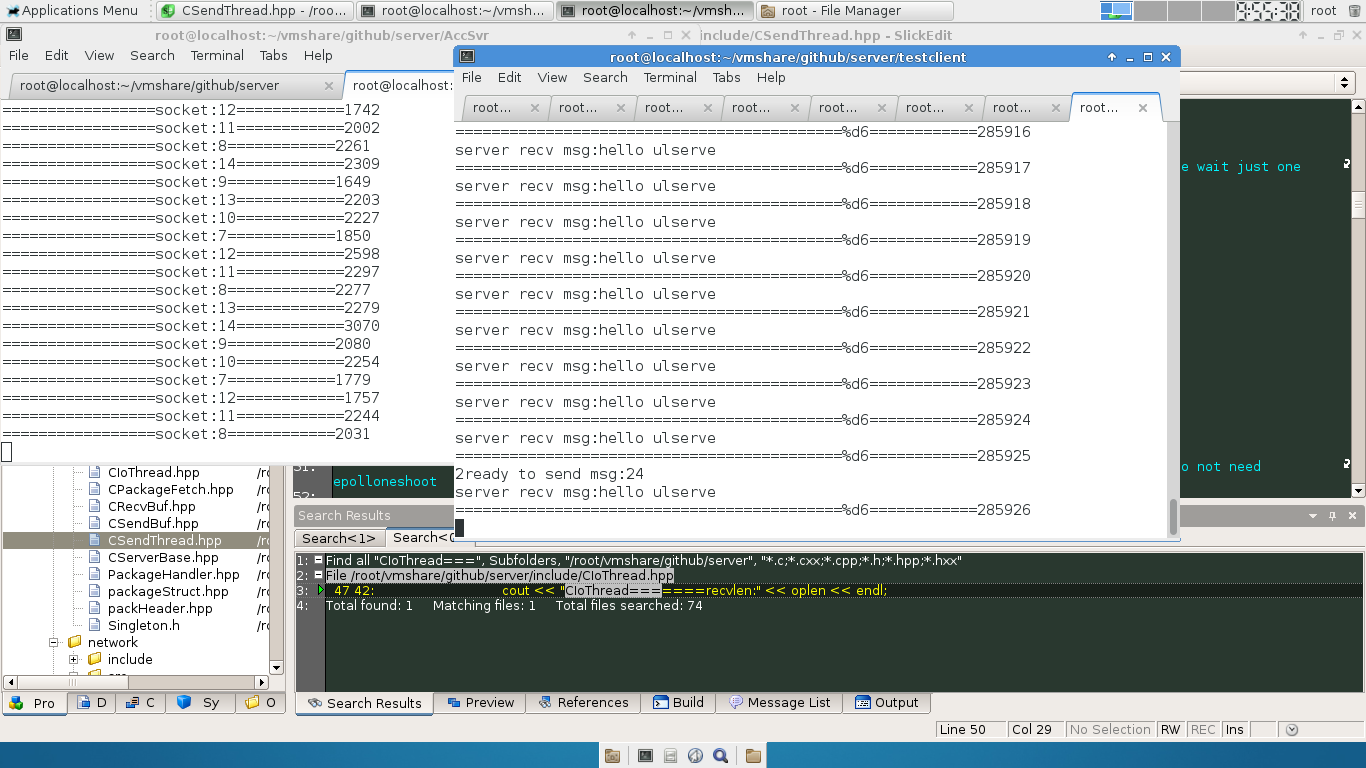 Applications Menu
CSendThread.hpp - /roo...
root@localhost:~/vmsh...
root@localhost:~/vmsh...
root - File Manager
root
root@localhost:~/vmshare/github/server/AccSvr
include/CSendThread.hpp - SlickEdit
File Edit View Search Terminal Tabs Help
root@localhost:~/vmshare/github/server
root@localhost:
=================socket:12============1742
=================socket:11============2002
=================socket:8============2261
=================socket:14============2309
=================socket:9============1649
=================socket:13============2203
=================socket:10============2227
=================socket:7============1850
=================socket:12============2598
=================socket:11============2297
=================socket:8============2277
=================socket:13============2279
=================socket:14============3070
=================socket:9============2080
=================socket:10============2254
=================socket:7============1779
=================socket:12============1757
=================socket:11============2244
=================socket:8============2031
root@localhost:~/vmshare/github/server/testclient
File Edit View Search Terminal Tabs Help
root... root... root... root... root... root... root... root...
===========================================%d6============285916
server recv msg:hello ulserve
===========================================%d6============285917
server recv msg:hello ulserve
===========================================%d6============285918
server recv msg:hello ulserve
===========================================%d6============285919
server recv msg:hello ulserve
===========================================%d6============285920
server recv msg:hello ulserve
===========================================%d6============285921
server recv msg:hello ulserve
===========================================%d6============285922
server recv msg:hello ulserve
===========================================%d6============285923
server recv msg:hello ulserve
===========================================%d6============285924
server recv msg:hello ulserve
===========================================%d6============285925
2ready to send msg:24
server recv msg:hello ulserve
===========================================%d6============285926
e wait just one
o not need
epolloneshoot
52:
CIoThread.hpp /ro
CPackageFetch.hpp /ro
CRecvBuf.hpp /ro
CSendBuf.hpp /ro
CSendThread.hpp /ro
CServerBase.hpp /ro
PackageHandler.hpp /ro
packageStruct.hpp /ro
packHeader.hpp /ro
Singleton.h /ro
network
include
Pro D C Sy O
Search Results
Search<1> Search<0
1: Find all "CIoThread===", Subfolders, "/root/vmshare/github/server", "*.c;*.cxx;*.cpp;*.h;*.hpp;*.hxx"
2: File /root/vmshare/github/server/include/CIoThread.hpp
3: 47 42: cout << "CIoThread=======recvlen:" << oplen << endl;
4: Total found: 1 Matching files: 1 Total files searched: 74
Search Results Preview References Build Message List Output
Line 50 Col 29 No Selection RW REC Ins